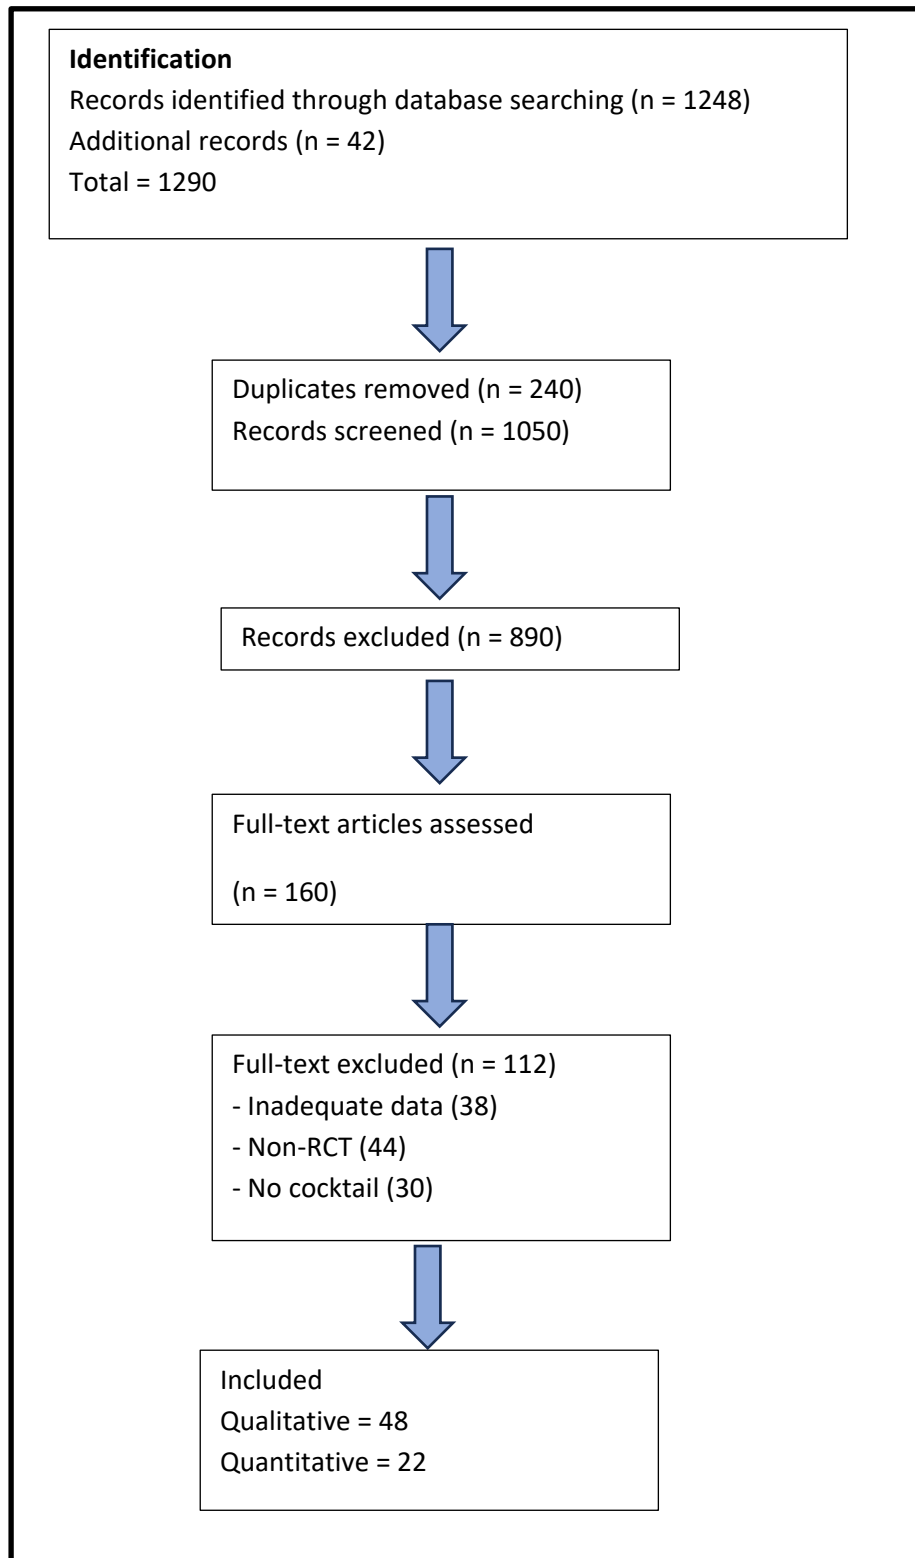 Identification
Records identified through database searching (n = 1248)
Additional records (n = 42)
Total = 1290
Duplicates removed (n = 240)
Records screened (n = 1050)
Records excluded (n = 890)
Full-text articles assessed
(n = 160)
Full-text excluded (n = 112)
- Inadequate data (38)
- Non-RCT (44)
- No cocktail (30)
Included
Qualitative = 48
Quantitative = 22